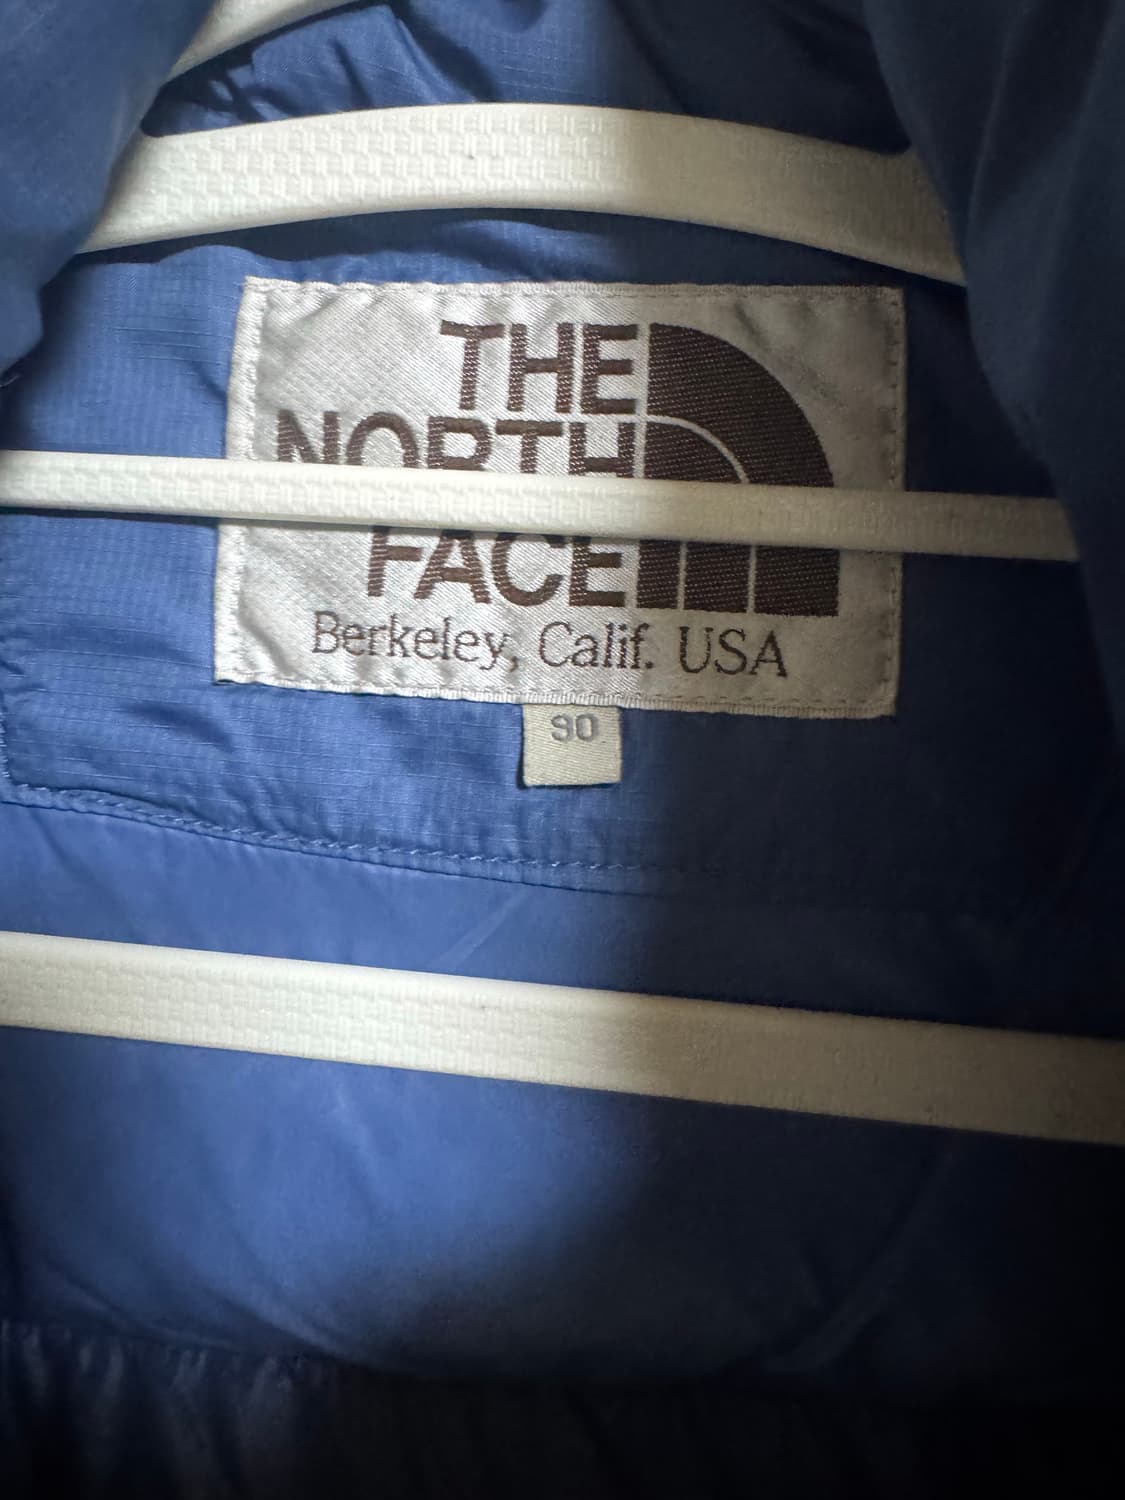 THE
NORTH
FACE
Berkeley, Calif. USA
90